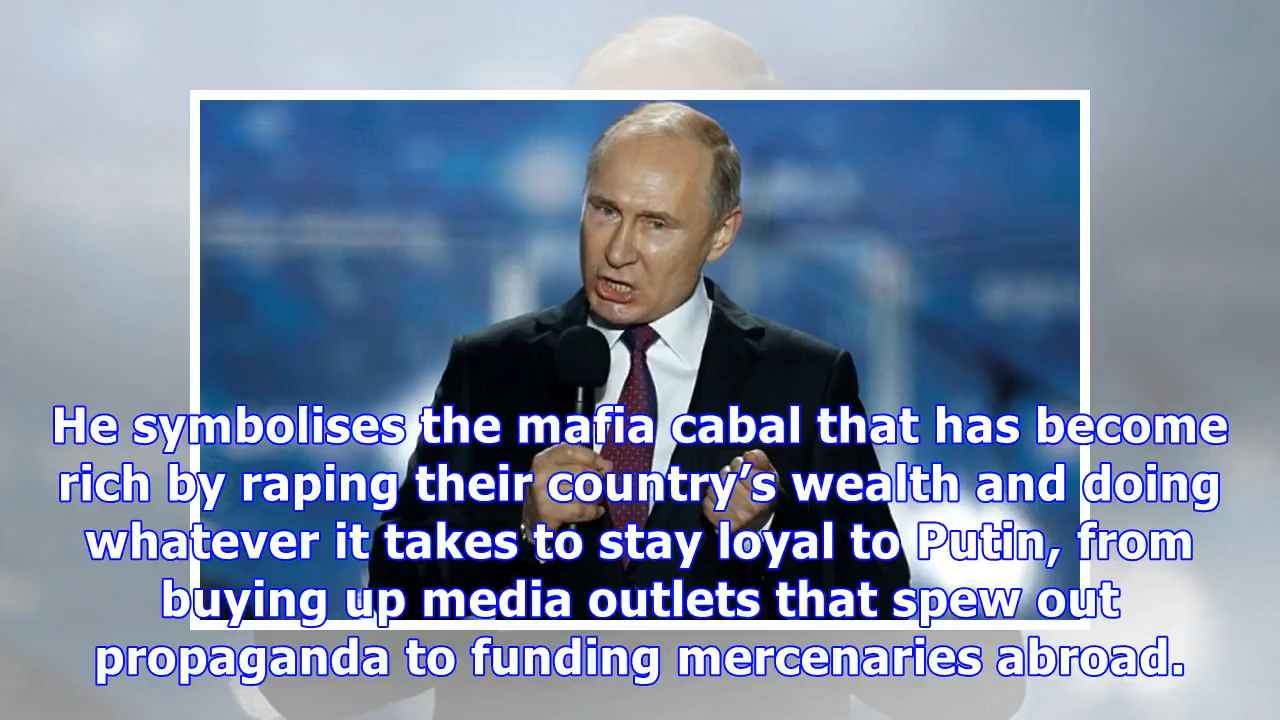 He symbolises the mafia cabal that has become
rich by raping their country’s wealth and doing
whatever it takes to stay loyal to Putin, from
buying up media outlets that spew out
propaganda to funding mercenaries abroad.